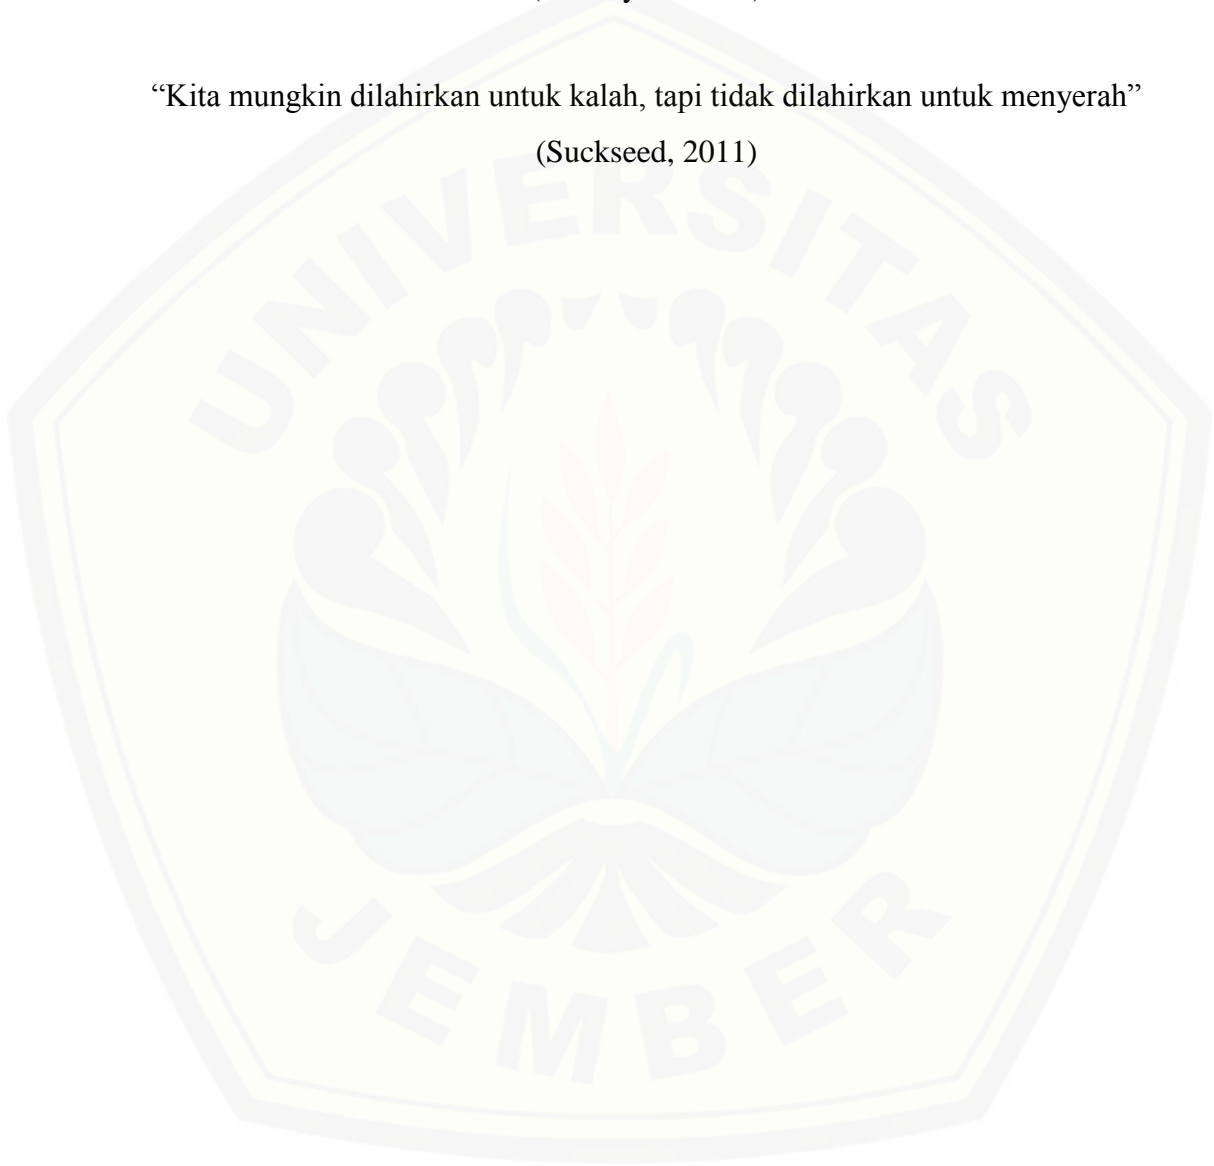 “Kita mungkin dilahirkan untuk kalah, tapi tidak dilahirkan untuk menyerah”
(Suckseed, 2011)
UNIVERSITAS
JEMBER